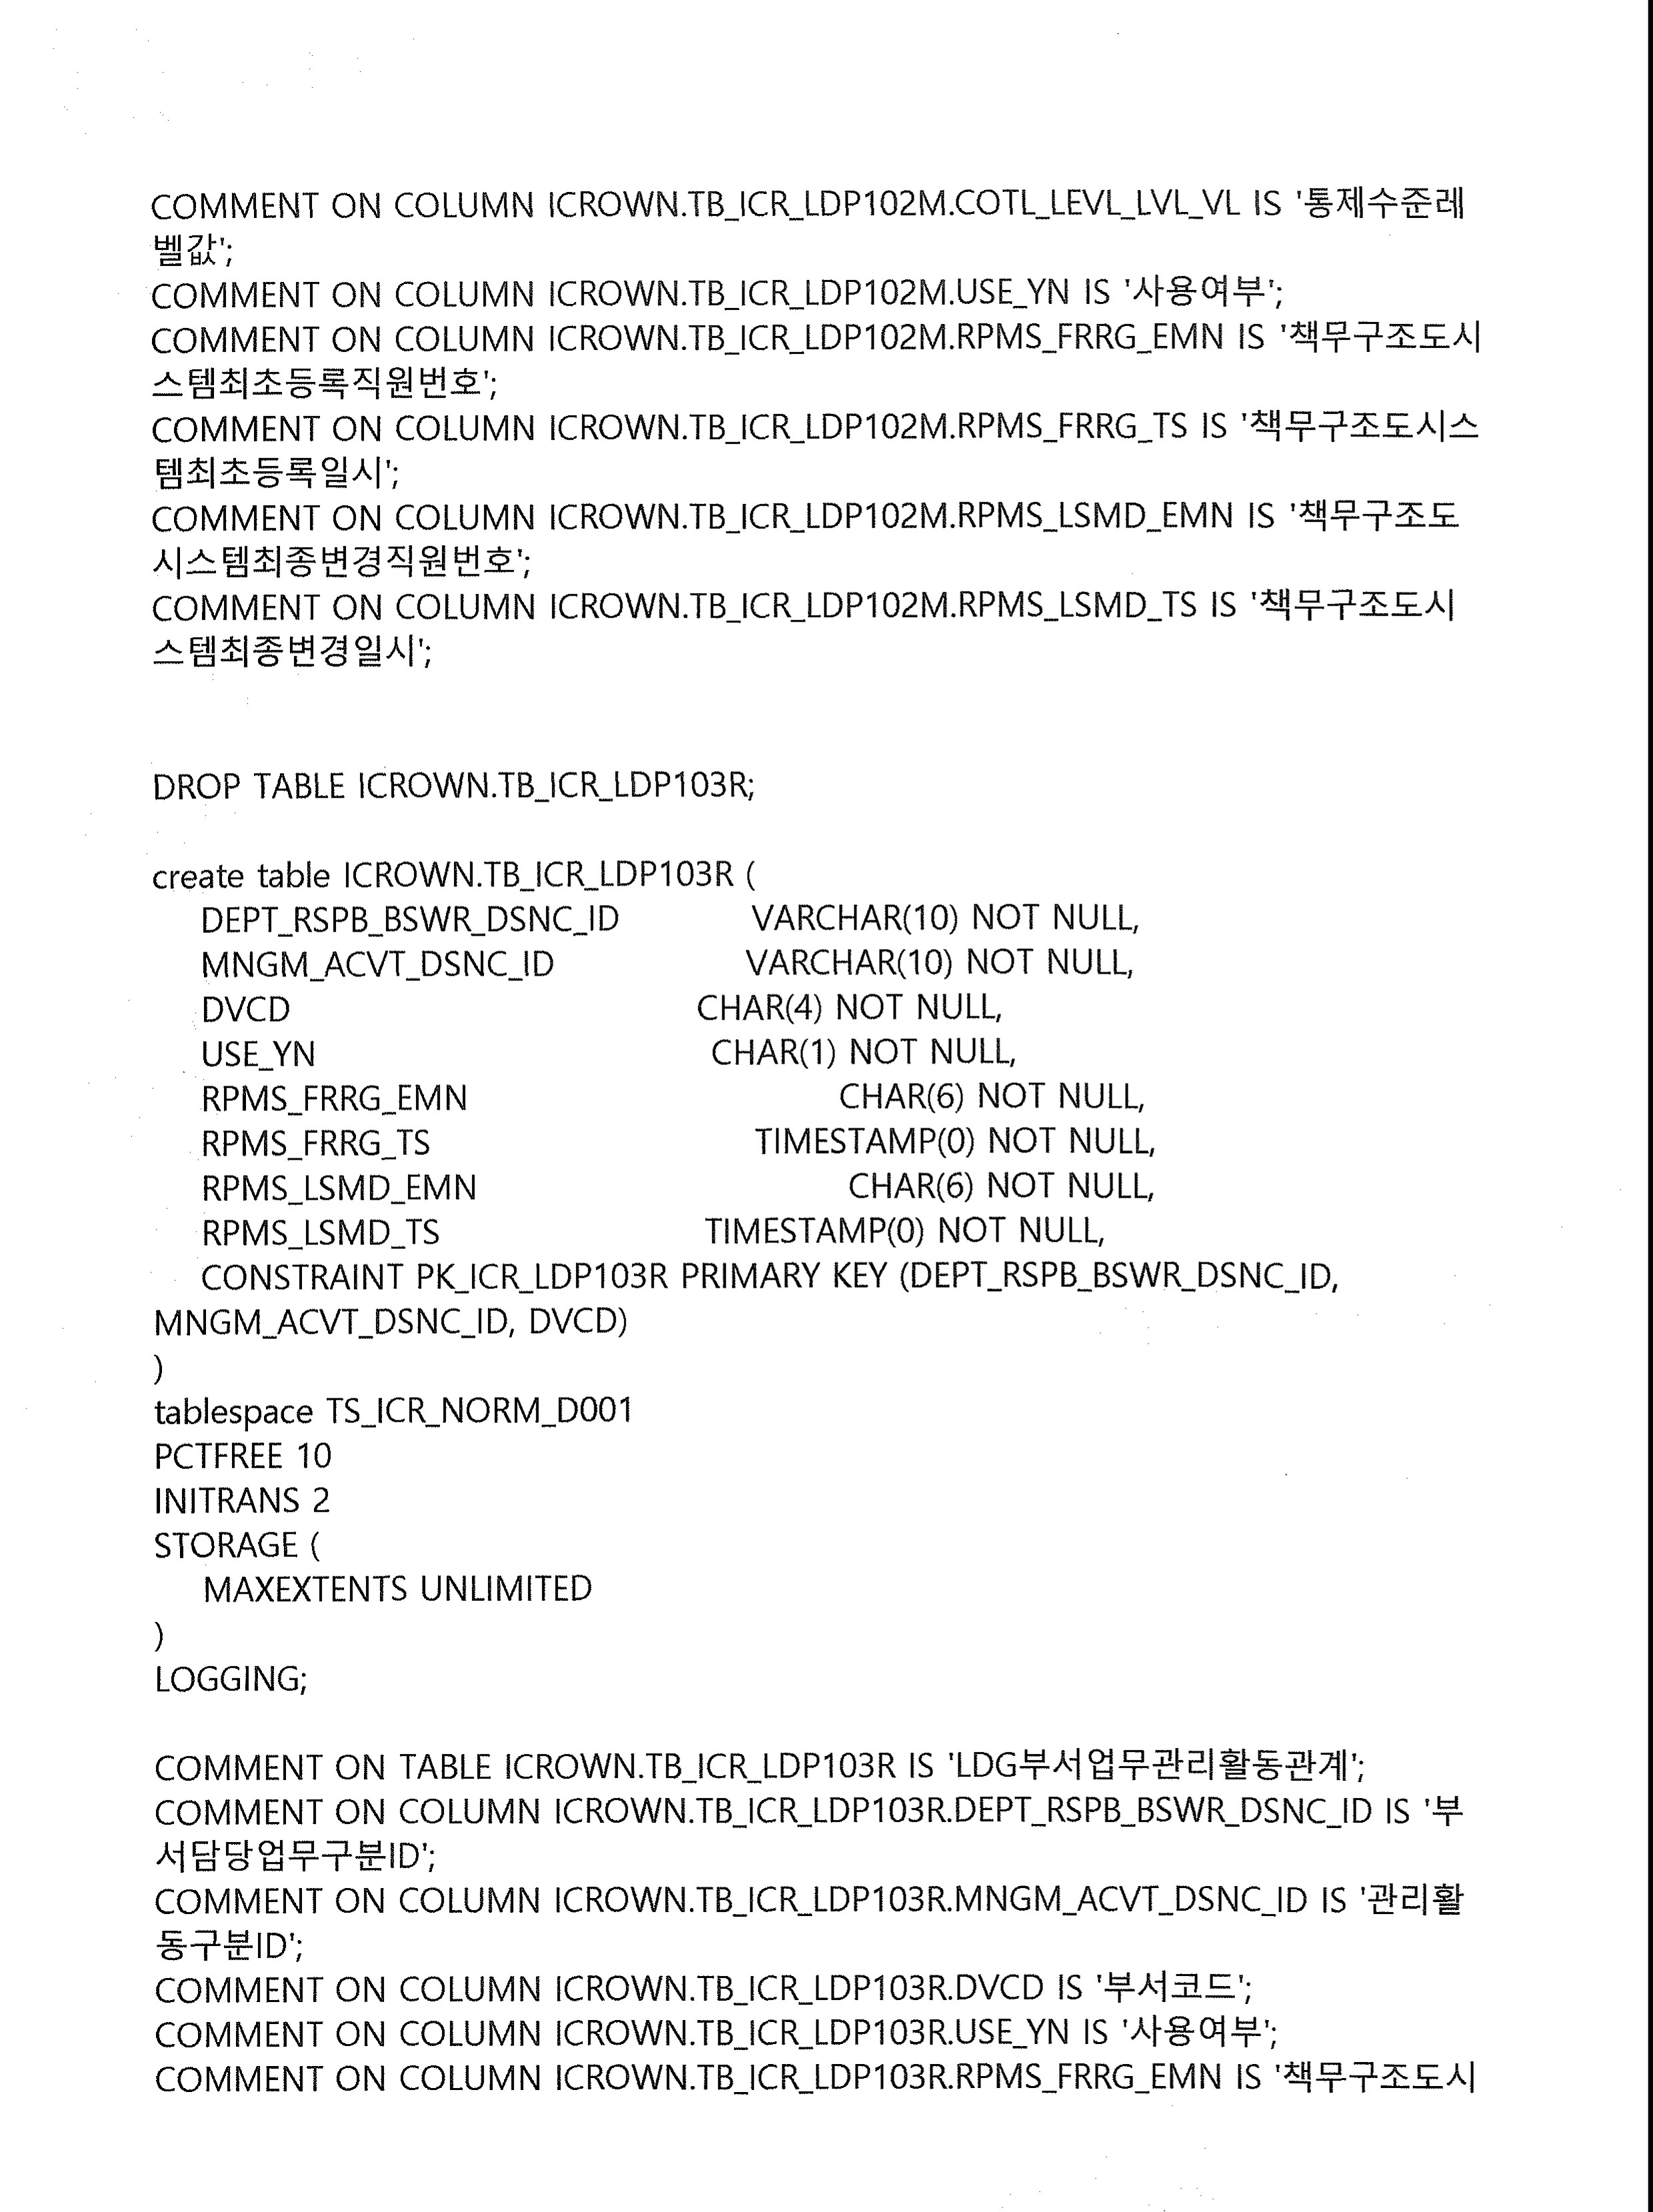 COMMENT ON COLUMN ICROWN.TB_ICR_LDP102M.COTL_LEVL_LVL_VL IS '통제수준레
벨값';
COMMENT ON COLUMN ICROWN.TB_ICR_LDP102M.USE_YN IS '사용여부';
COMMENT ON COLUMN ICROWN.TB_ICR_LDP102M.RPMS_FRRG_EMN IS '책무구조도시
스템최초등록직원번호';
COMMENT ON COLUMN ICROWN.TB_ICR_LDP102M.RPMS_FRRG_TS IS '책무구조도시스
템최초등록일시';
COMMENT ON COLUMN ICROWN.TB_ICR_LDP102M.RPMS_LSMD_EMN IS '책무구조도
시스템최종변경직원번호';
COMMENT ON COLUMN ICROWN.TB_ICR_LDP102M.RPMS_LSMD_TS IS '책무구조도시
스템최종변경일시';
DROP TABLE ICROWN.TB_ICR_LDP103R;
create table ICROWN.TB_ICR_LDP103R (
DEPT_RSPB_BSWR_DSNC_ID VARCHAR(10) NOT NULL,
MNGM_ACVT_DSNC_ID VARCHAR(10) NOT NULL,
DVCD CHAR(4) NOT NULL,
USE_YN CHAR(1) NOT NULL,
RPMS_FRRG_EMN CHAR(6) NOT NULL,
RPMS_FRRG_TS TIMESTAMP(0) NOT NULL,
RPMS_LSMD_EMN CHAR(6) NOT NULL,
RPMS_LSMD_TS TIMESTAMP(0) NOT NULL,
CONSTRAINT PK_ICR_LDP103R PRIMARY KEY (DEPT_RSPB_BSWR_DSNC_ID,
MNGM_ACVT_DSNC_ID, DVCD)
)
tablespace TS_ICR_NORM_D001
PCTFREE 10
INITRANS 2
STORAGE (
MAXEXTENTS UNLIMITED
)
LOGGING;
COMMENT ON TABLE ICROWN.TB_ICR_LDP103R IS 'LDG부서업무관리활동관계';
COMMENT ON COLUMN ICROWN.TB_ICR_LDP103R.DEPT_RSPB_BSWR_DSNC_ID IS '부
서담당업무구분ID';
COMMENT ON COLUMN ICROWN.TB_ICR_LDP103R.MNGM_ACVT_DSNC_ID IS '관리활
동구분ID';
COMMENT ON COLUMN ICROWN.TB_ICR_LDP103R.DVCD IS '부서코드';
COMMENT ON COLUMN ICROWN.TB_ICR_LDP103R.USE_YN IS '사용여부';
COMMENT ON COLUMN ICROWN.TB_ICR_LDP103R.RPMS_FRRG_EMN IS '책무구조도시